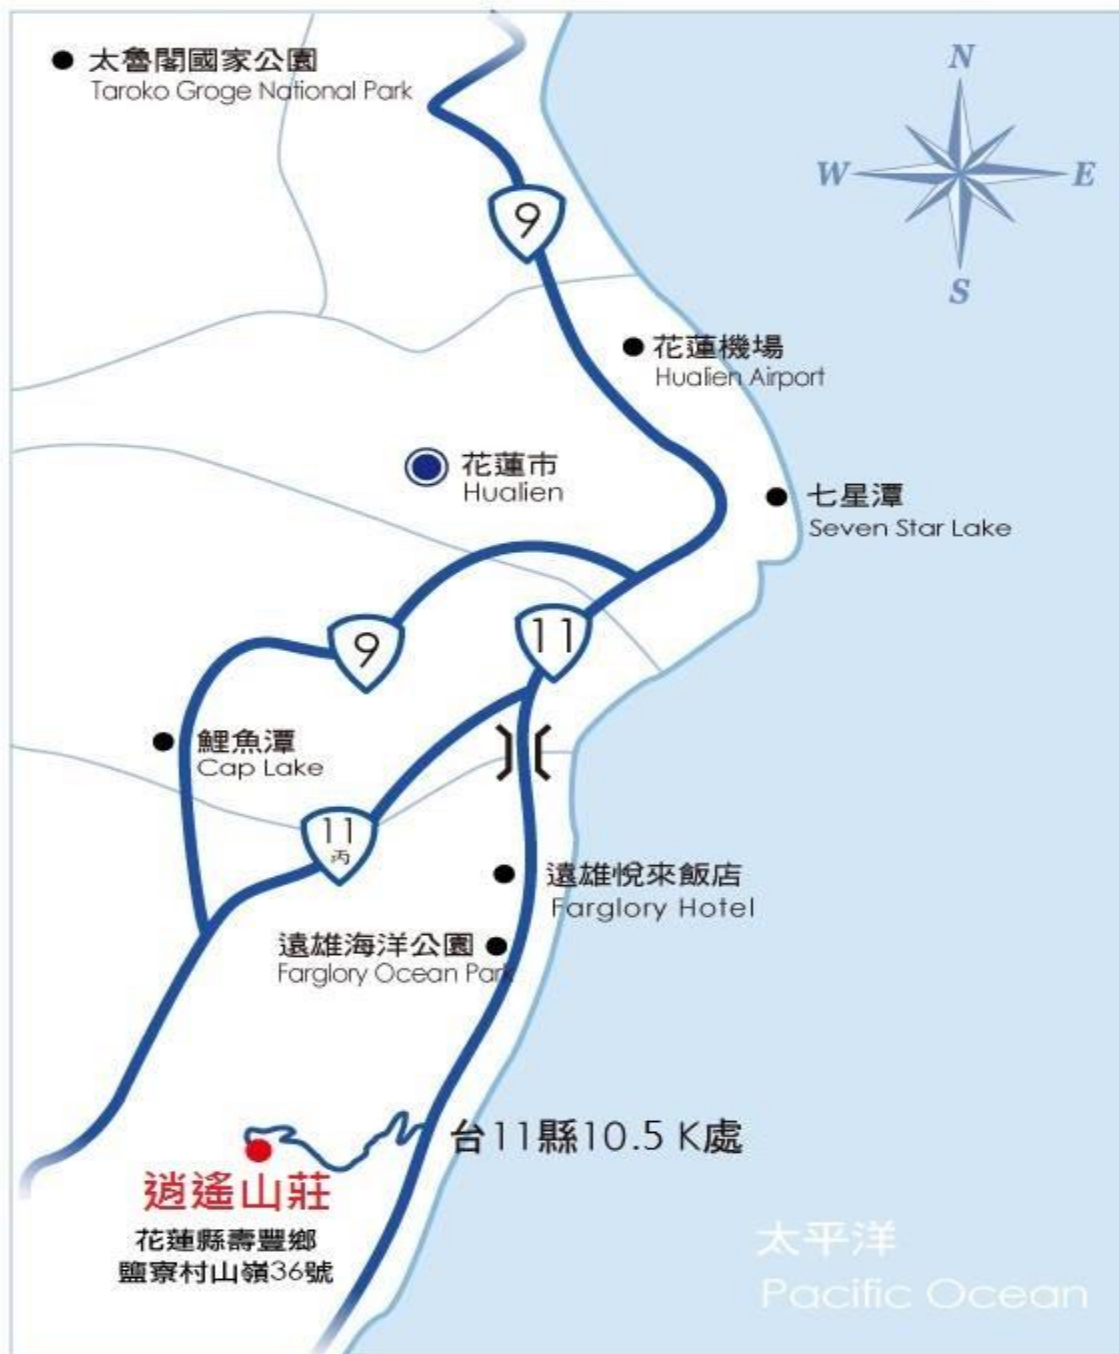 太魯閣國家公園
Taroko Groge National Park
N
W
E
S
9
花蓮機場
Hualien Airport
花蓮市
Hualien
七星潭
Seven Star Lake
11
9
鯉魚潭
Cap Lake
11
丙
遠雄悅來飯店
Farglory Hotel
遠雄海洋公園
Farglory Ocean Park
台11縣10.5 K處
逍遙山莊
花蓮縣壽豐鄉
鹽寮村山嶺36號
太平洋
Pacific Ocean